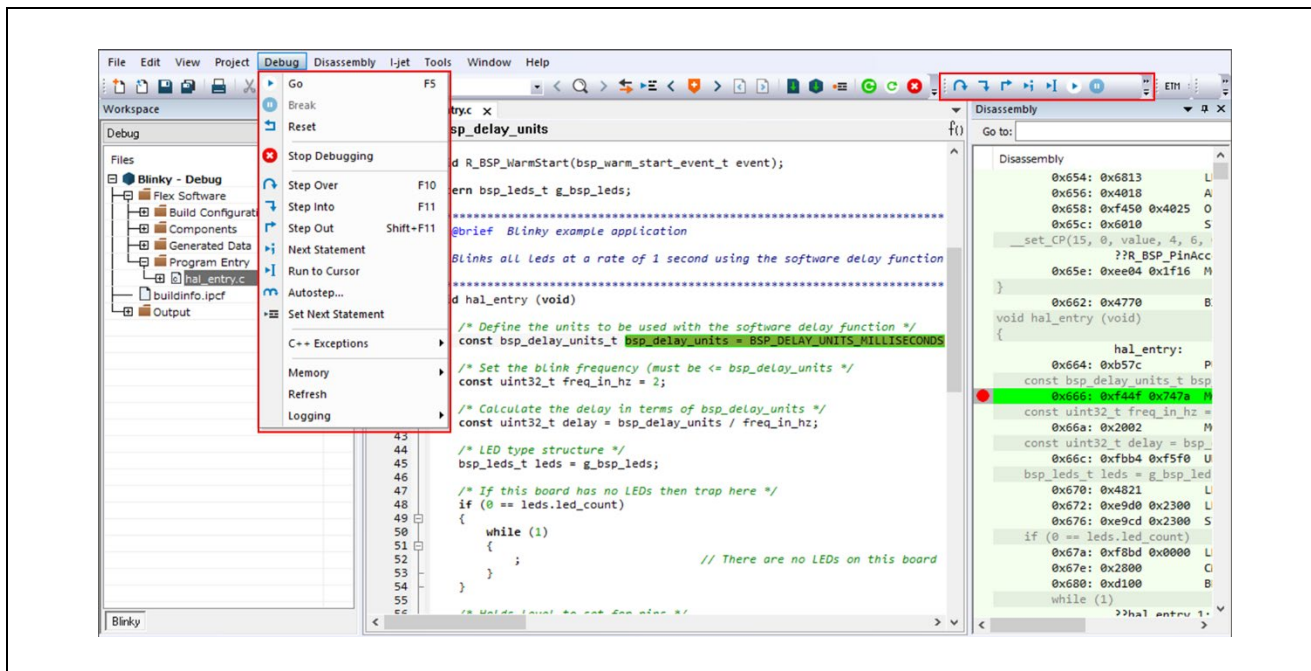 File Edit View Project Debug Disassembly I-jet Tools Window Help
ETM
Workspace
Debug
Files
Blinky - Debug
Flex Software
Build Configurati
Components
Generated Data
Program Entry
hal_entry.c
buildinfo.ipcf
Output
Blinky
Go F5
Break
Reset
Stop Debugging
Step Over F10
Step Into F11
Step Out Shift+F11
Next Statement
Run to Cursor
Autostep...
Set Next Statement
C++ Exceptions
Memory
Refresh
Logging
try.c x
sp_delay_units f()
d R_BSP_WarmStart(bsp_warm_start_event_t event);
ern bsp_leds_t g_bsp_leds;
@brief Blinky example application
Blinks all leds at a rate of 1 second using the software delay function
d hal_entry (void)
/* Define the units to be used with the software delay function */
const bsp_delay_units_t bsp_delay_units = BSP_DELAY_UNITS_MILLISECONDS
/* Set the blink frequency (must be <= bsp_delay_units */
const uint32_t freq_in_hz = 2;
/* Calculate the delay in terms of bsp_delay_units */
const uint32_t delay = bsp_delay_units / freq_in_hz;
43
44 /* LED type structure */
45 bsp_leds_t leds = g_bsp_leds;
46
47 /* If this board has no LEDs then trap here */
48 if (0 == leds.led_count)
49 {
50 while (1)
51 {
52 ; // There are no LEDs on this board
53 }
54 }
55
56 /* Holds level to set for pins */
Disassembly
Go to:
Disassembly
0x654: 0x6813 L
0x656: 0x4018 A
0x658: 0xf450 0x4025 O
0x65c: 0x6010 S
__set_CP(15, 0, value, 4, 6,
??R_BSP_PinAcc
0x65e: 0xee04 0x1f16 M
}
0x662: 0x4770 B
void hal_entry (void)
{
hal_entry:
0x664: 0xb57c P
const bsp_delay_units_t bsp
0x666: 0xf44f 0x747a M
const uint32_t freq_in_hz =
0x66a: 0x2002 M
const uint32_t delay = bsp_
0x66c: 0xfbb4 0xf5f0 U
bsp_leds_t leds = g_bsp_led
0x670: 0x4821 L
0x672: 0xe9d0 0x2300 L
0x676: 0xe9cd 0x2300 S
if (0 == leds.led_count)
0x67a: 0xf8bd 0x0000 L
0x67e: 0x2800 C
0x680: 0xd100 B
while (1)
??hal_entry_1: